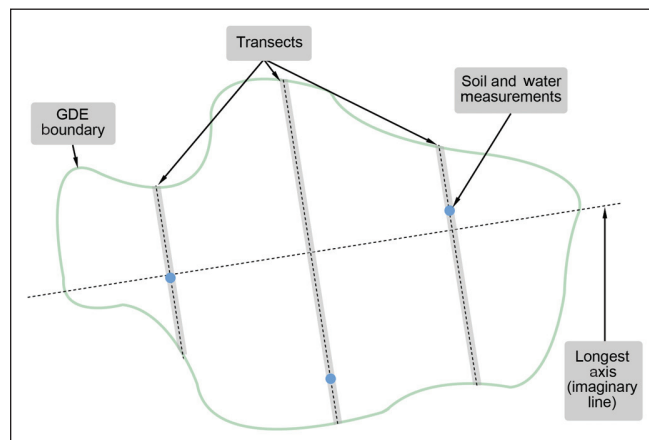 Transects
Soil and water
measurements
GDE
boundary
Longest
axis
(imaginary
line)